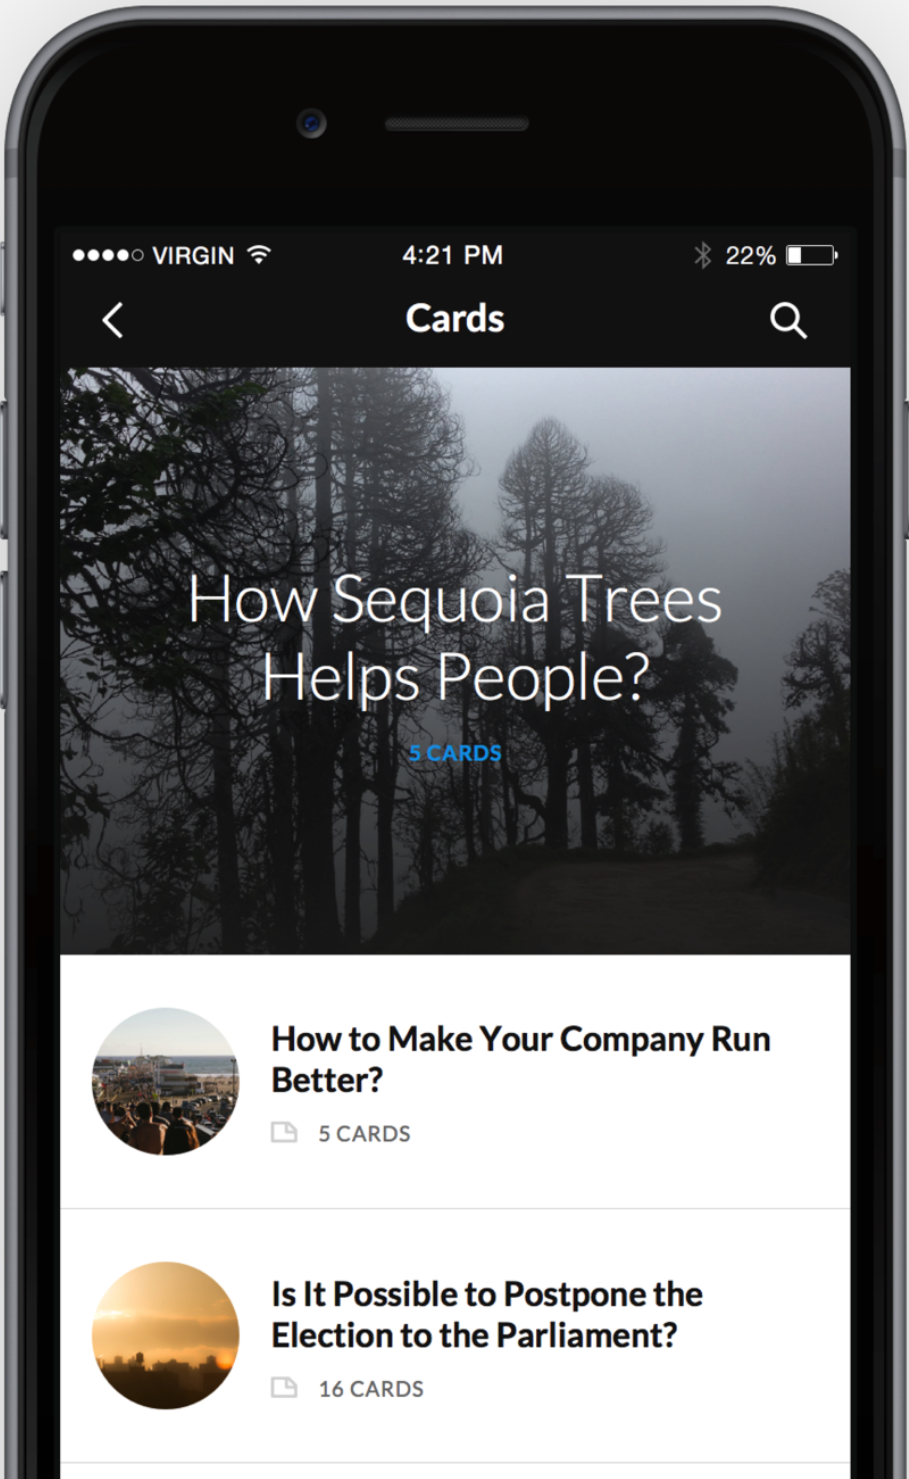 VIRGIN 4:21 PM 22%
Cards
How Sequoia Trees
Helps People?
5 CARDS
How to Make Your Company Run
Better?
5 CARDS
Is It Possible to Postpone the
Election to the Parliament?
16 CARDS